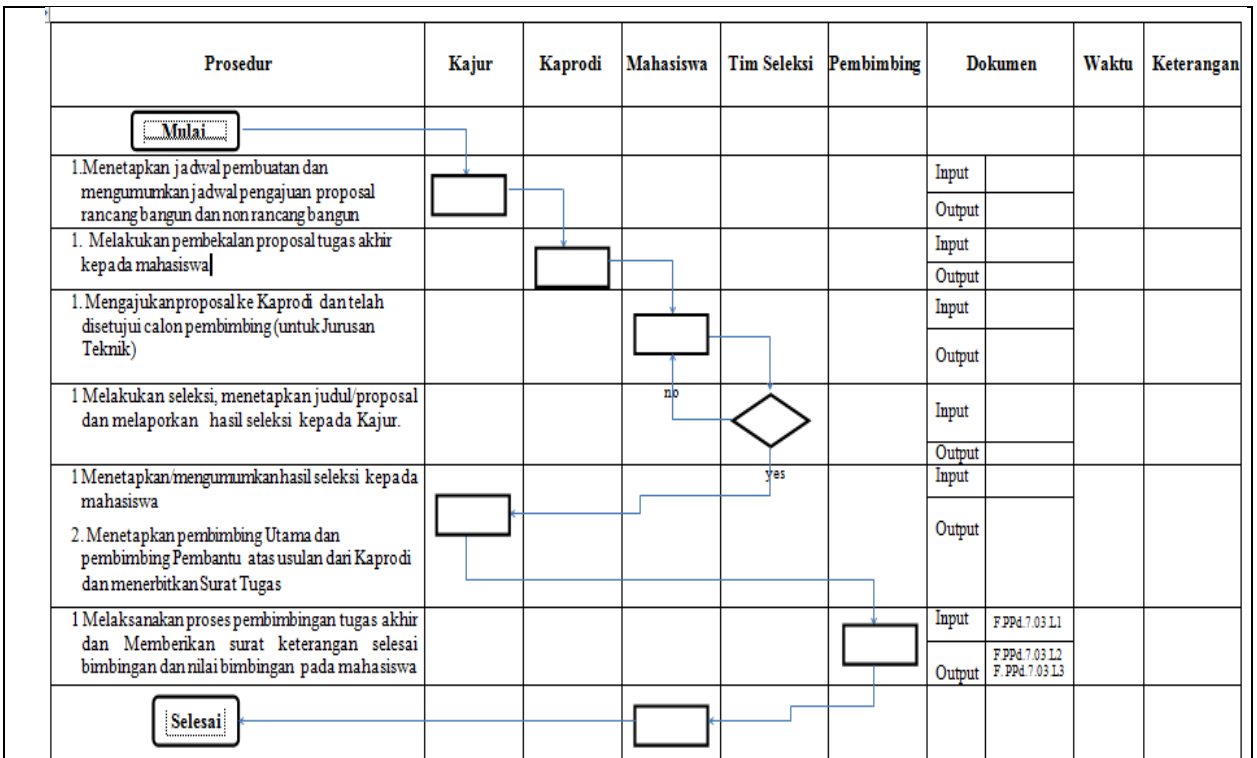 Prosedur Kajur Kaprodi Mahasiswa Tim Seleksi Pembimbing Dokumen Waktu Keterangan
Mulai
1.Menetapkan jadwal pembuatan dan
mengumumkan jadwal pengajuan proposal
rancang bangun dan non rancang bangun
Input
Output
1. Melakukan pembekalan proposal tugas akhir
kepada mahasiswa
Input
Output
1. Mengajukan proposal ke Kaprodi dan telah
disetujui calon pembimbing (untuk Jurusan
Teknik)
Input
Output
1 Melakukan seleksi, menetapkan judul/proposal
dan melaporkan hasil seleksi kepada Kajur.
no
Input
Output
1 Menetapkan/mengumumkan hasil seleksi kepada
mahasiswa
2. Menetapkan pembimbing Utama dan
pembimbing Pembantu atas usulan dari Kaprodi
dan menerbitkan Surat Tugas
yes
Input
Output
1 Melaksanakan proses pembimbingan tugas akhir
dan Memberikan surat keterangan selesai
bimbingan dan nilai bimbingan pada mahasiswa
Input F.PPd.7.03.L1
Output F.PPd.7.03.L2
F. PPd.7.03.L3
Selesai